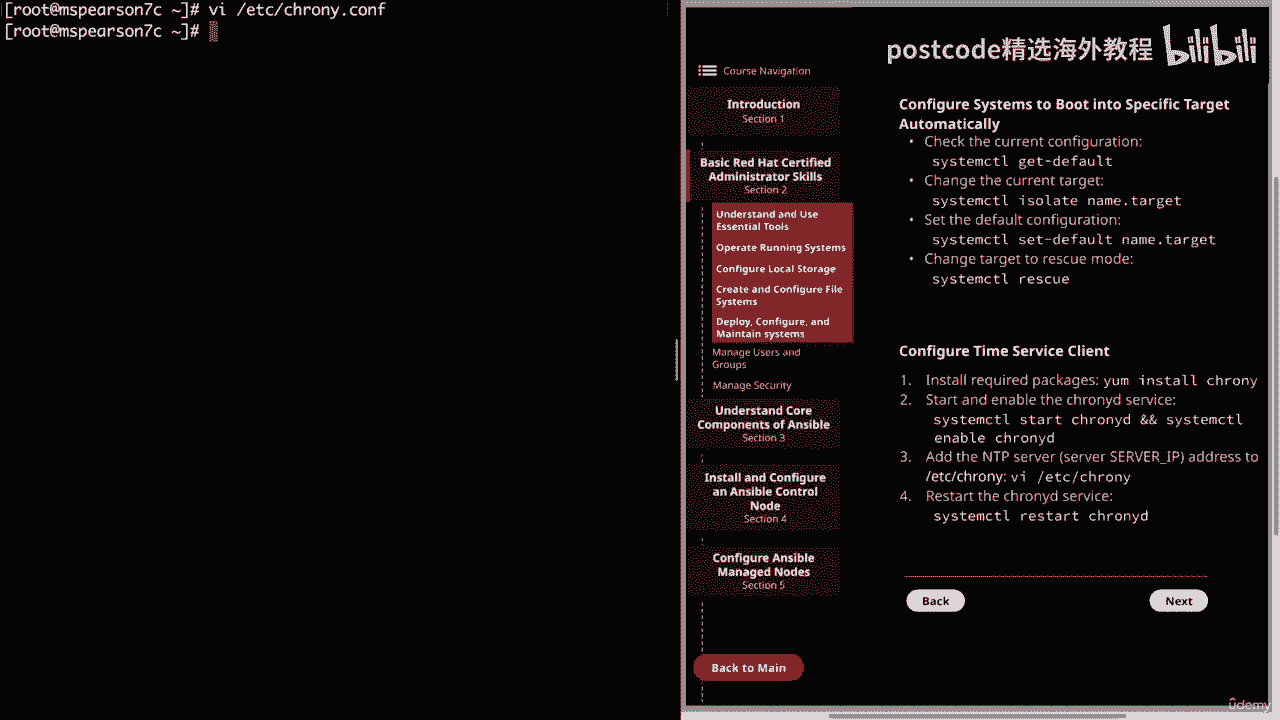 [root@mspearson7c ~]# vi /etc/chrony.conf
[root@mspearson7c ~]#
postcode精选海外教程 bilibili
Course Navigation
Introduction
Section 1
Basic Red Hat Certified
Administrator Skills
Section 2
Understand and Use
Essential Tools
Operate Running Systems
Configure Local Storage
Create and Configure File
Systems
Deploy, Configure, and
Maintain systems
Manage Users and
Groups
Manage Security
Understand Core
Components of Ansible
Section 3
Install and Configure
an Ansible Control
Node
Section 4
Configure Ansible
Managed Nodes
Section 5
Back to Main
Configure Systems to Boot into Specific Target
Automatically
• Check the current configuration:
systemctl get-default
• Change the current target:
systemctl isolate name.target
• Set the default configuration:
systemctl set-default name.target
• Change target to rescue mode:
systemctl rescue
Configure Time Service Client
1. Install required packages: yum install chrony
2. Start and enable the chronyd service:
systemctl start chronyd && systemctl
enable chronyd
3. Add the NTP server (server SERVER_IP) address to
/etc/chrony: vi /etc/chrony
4. Restart the chronyd service:
systemctl restart chronyd
Back
Next
udemy